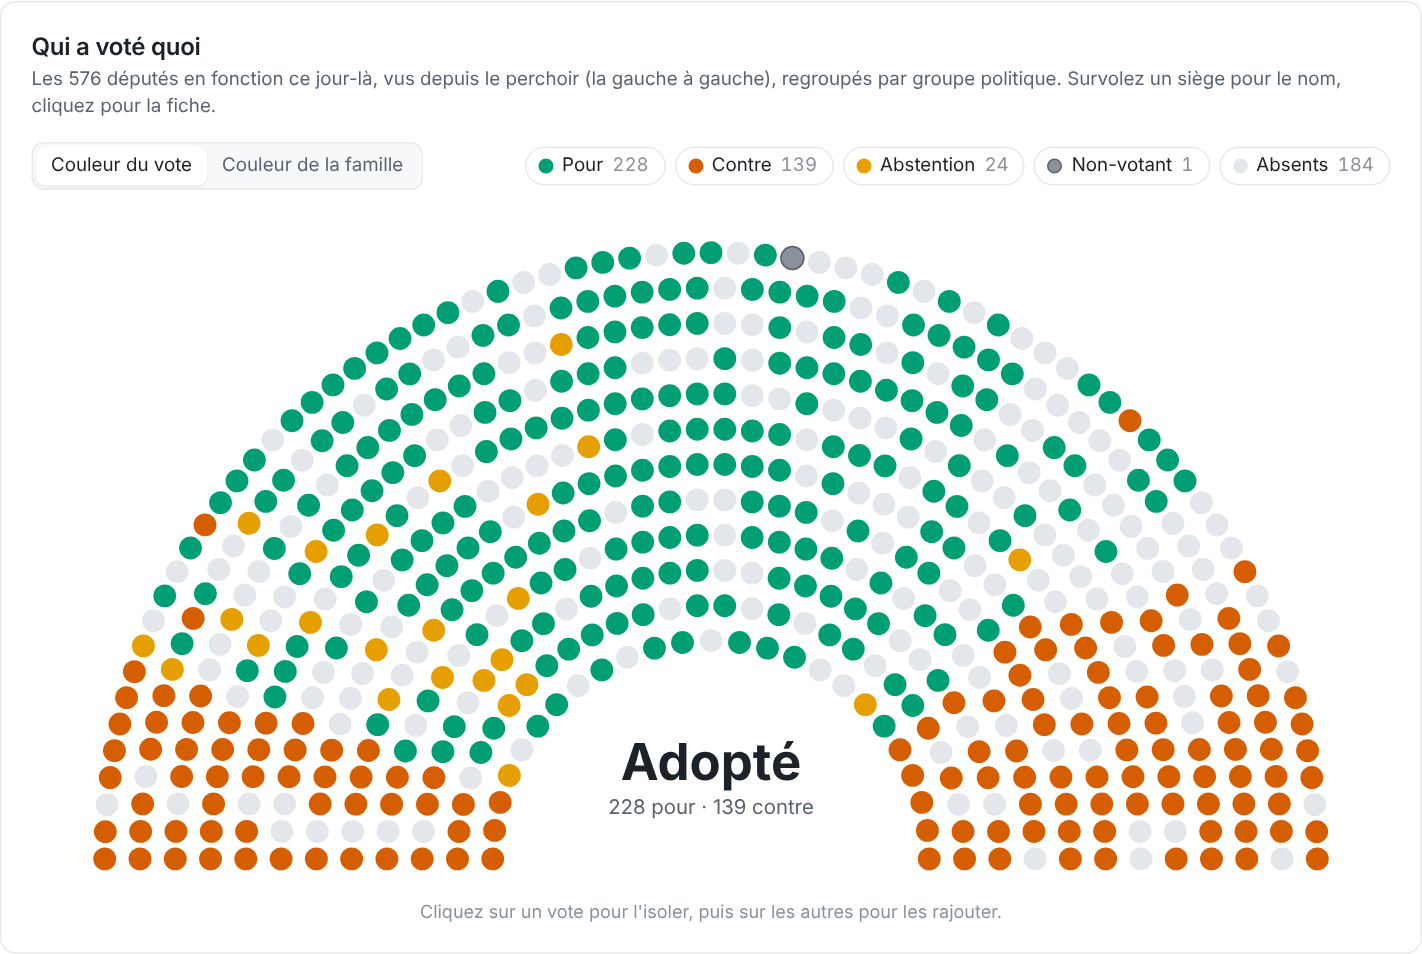 Qui a voté quoi
Les 576 députés en fonction ce jour-là, vus depuis le perchoir (la gauche à gauche), regroupés par groupe politique. Survolez un siège pour le nom,
cliquez pour la fiche.
Couleur du vote Couleur de la famille Pour 228 Contre 139 Abstention 24 Non-votant 1 Absents 184
Adopté
228 pour · 139 contre
Cliquez sur un vote pour l'isoler, puis sur les autres pour les rajouter.